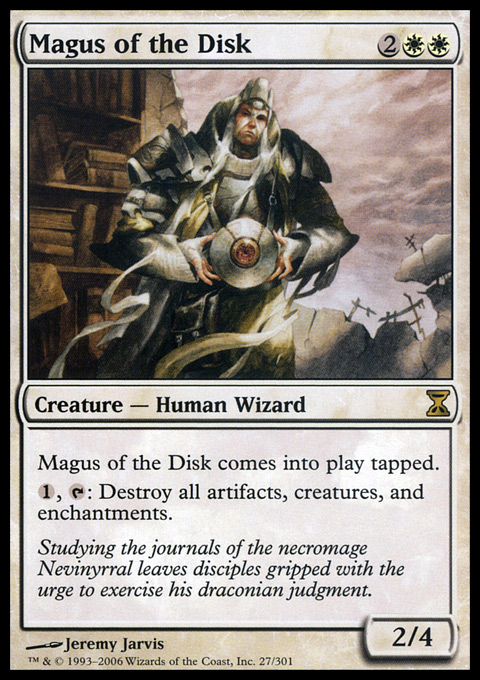 Magus of the Disk 2
Creature — Human Wizard
Magus of the Disk comes into play tapped.
1, : Destroy all artifacts, creatures, and
enchantments.
Studying the journals of the necromage
Nevinyrral leaves disciples gripped with the
urge to exercise his draconian judgment.
Jeremy Jarvis
2/4
™ & © 1993–2006 Wizards of the Coast, Inc. 27/301